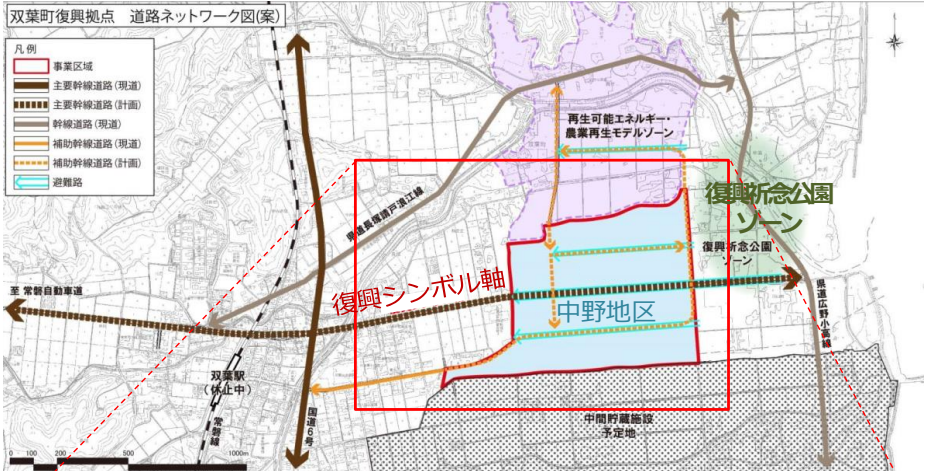 双葉町復興拠点　道路ネットワーク図(案)
凡例
事業区域
主要幹線道路(現道)
主要幹線道路(計画)
幹線道路(現道)
補助幹線道路(現道)
補助幹線道路(計画)
避難路
再生可能エネルギー・
農業再生モデルゾーン
復興祈念公園
ゾーン
復興祈念公園
ゾーン
県道長塚請戸浪江線
復興シンボル軸
中野地区
至 常磐自動車道
県道広野小高線
双葉駅
(休止中)
常磐線
国道6号
中間貯蔵施設
予定地
0 100 200 500 1000m